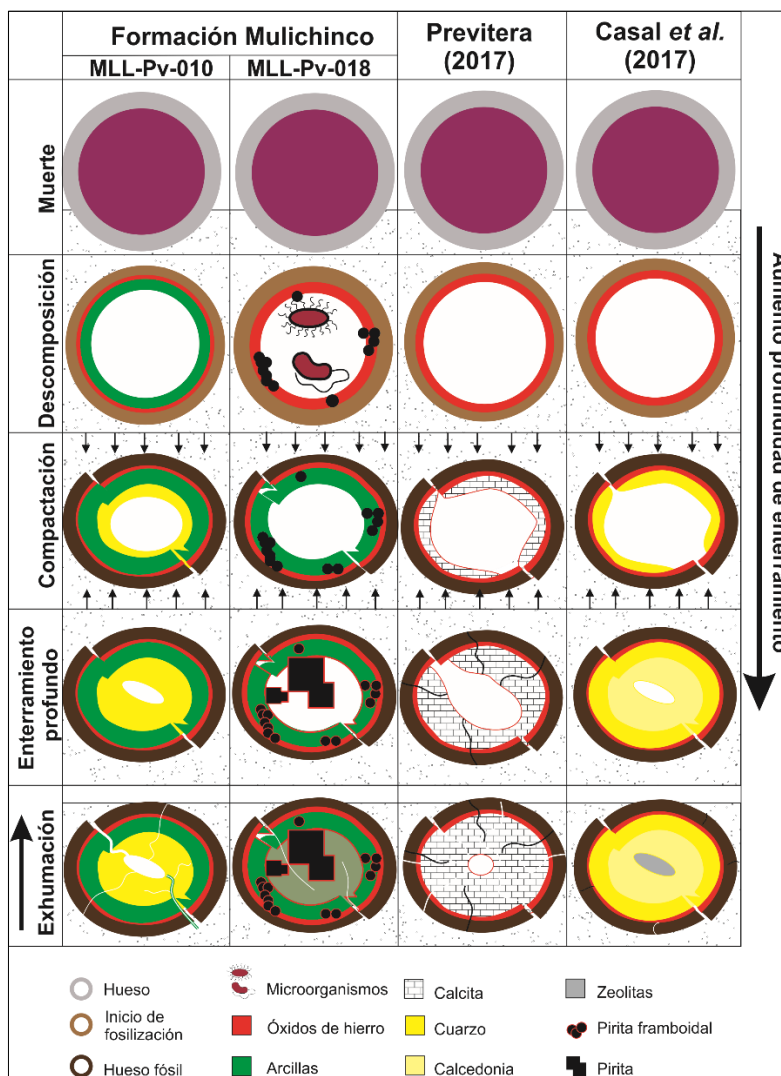 Formación Mulichinco
MLL-Pv-010
MLL-Pv-018
Previtera
(2017)
Casal et al.
(2017)
Muerte
Descomposición
Compactación
Enterramiento
profundo
Exhumación
Aumento profundidad de enterramiento
Hueso
Microorganismos
Calcita
Zeolitas
Inicio de
fosilización
Óxidos de hierro
Cuarzo
Pirita framboidal
Hueso fósil
Arcillas
Calcedonia
Pirita